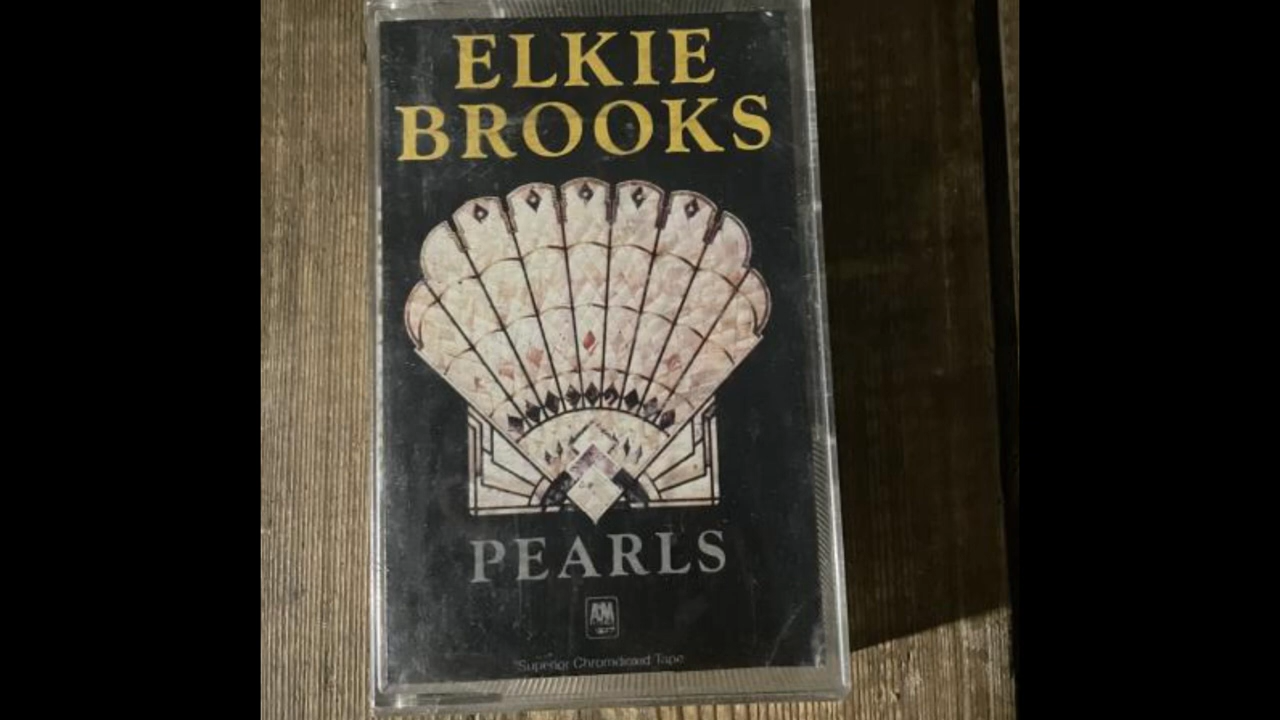 ELKIE
BROOKS
PEARLS
A&M
Superior Chromdioxid Tape